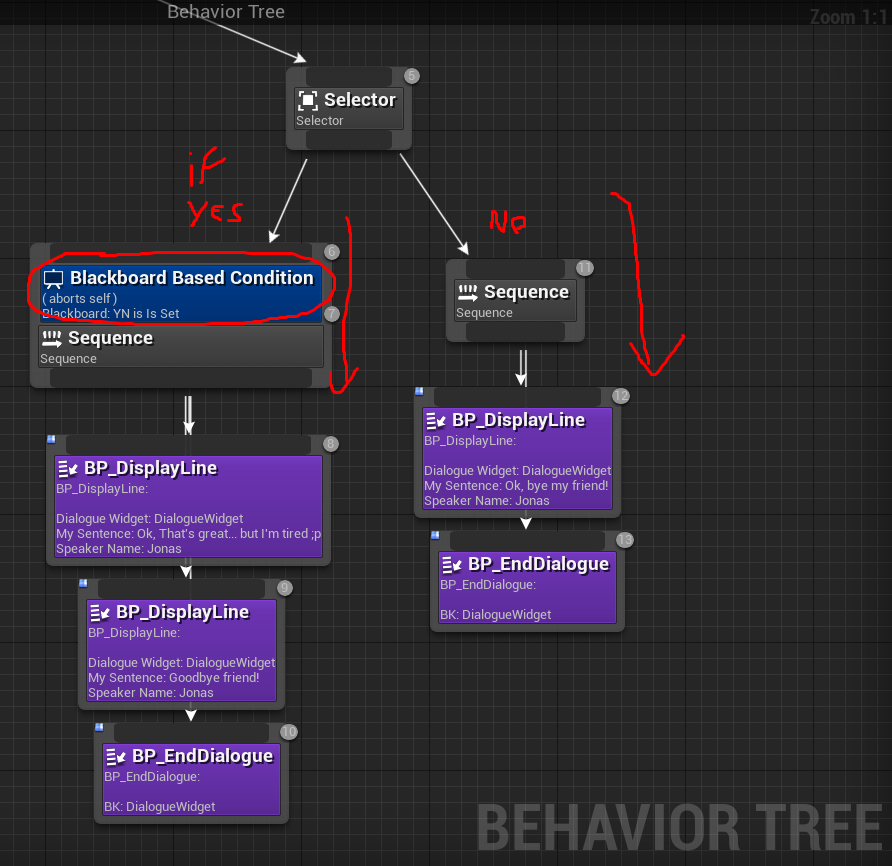 Behavior Tree
Zoom 1:1
5
Selector
Selector
if
YES
NO
6
Blackboard Based Condition
( aborts self )
Blackboard: YN is Is Set
7
Sequence
Sequence
11
Sequence
Sequence
8
BP_DisplayLine
BP_DisplayLine:
Dialogue Widget: DialogueWidget
My Sentence: Ok, That's great... but I'm tired ;p
Speaker Name: Jonas
12
BP_DisplayLine
BP_DisplayLine:
Dialogue Widget: DialogueWidget
My Sentence: Ok, bye my friend!
Speaker Name: Jonas
9
BP_DisplayLine
BP_DisplayLine:
Dialogue Widget: DialogueWidget
My Sentence: Goodbye friend!
Speaker Name: Jonas
13
BP_EndDialogue
BP_EndDialogue:
BK: DialogueWidget
10
BP_EndDialogue
BP_EndDialogue:
BK: DialogueWidget
BEHAVIOR TREE